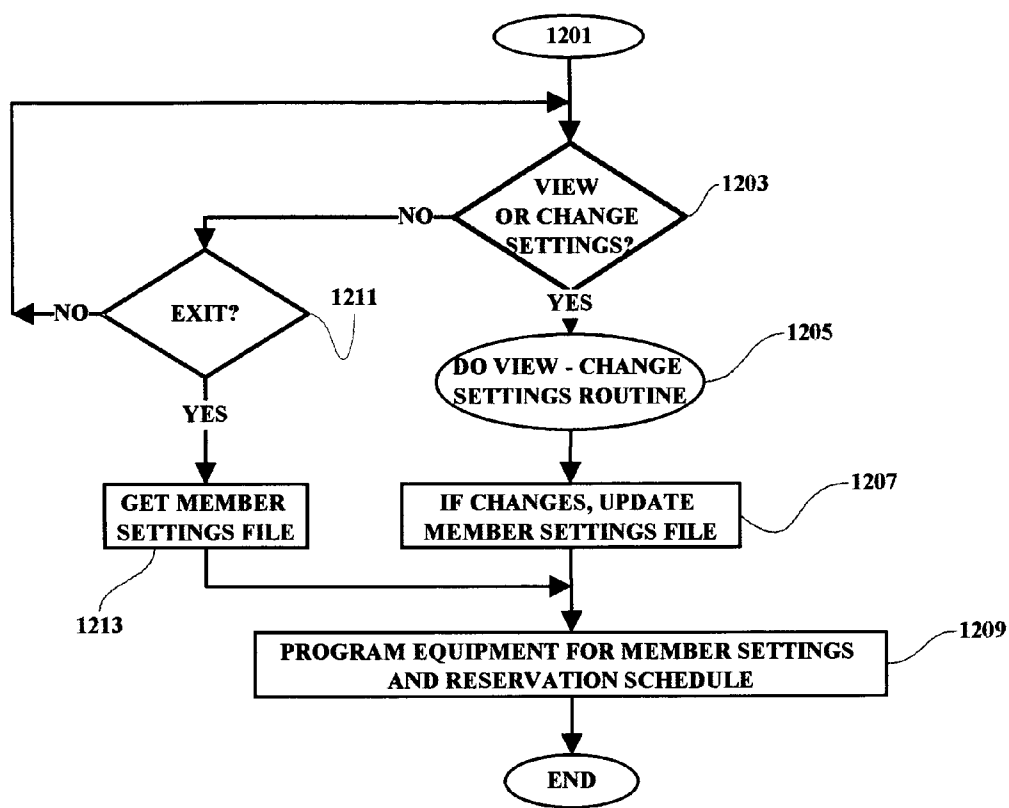 1201
VIEW
OR CHANGE
SETTINGS?
1203
NO
YES
EXIT?
1211
NO
YES
DO VIEW - CHANGE
SETTINGS ROUTINE
1205
GET MEMBER
SETTINGS FILE
1213
IF CHANGES, UPDATE
MEMBER SETTINGS FILE
1207
PROGRAM EQUIPMENT FOR MEMBER SETTINGS
AND RESERVATION SCHEDULE
1209
END